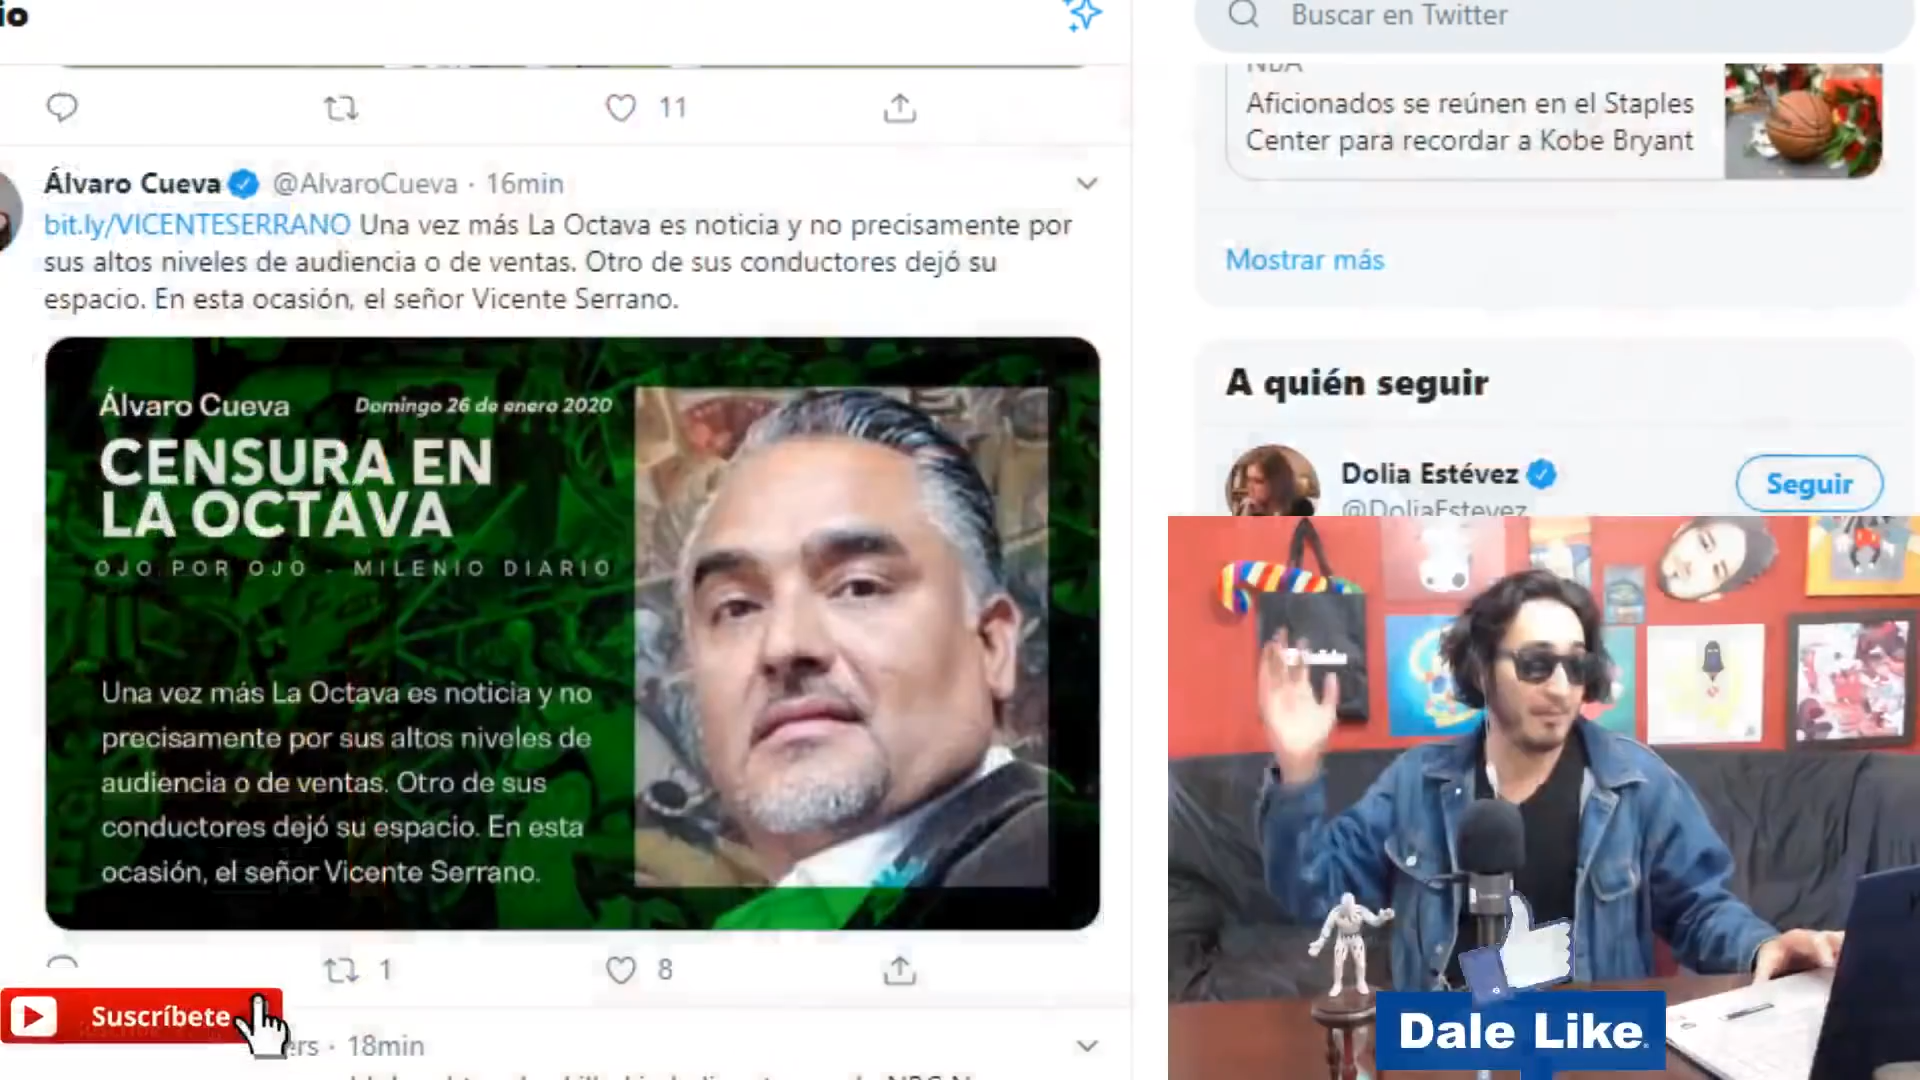 io
Buscar en Twitter
NBA
Aficionados se reúnen en el Staples
Center para recordar a Kobe Bryant
11
Álvaro Cueva @AlvaroCueva · 16min
bit.ly/VICENTESERRANO Una vez más La Octava es noticia y no precisamente por
sus altos niveles de audiencia o de ventas. Otro de sus conductores dejó su
espacio. En esta ocasión, el señor Vicente Serrano.
Mostrar más
Álvaro Cueva
Domingo 26 de enero 2020
CENSURA EN
LA OCTAVA
OJO POR OJO - MILENIO DIARIO
Una vez más La Octava es noticia y no
precisamente por sus altos niveles de
audiencia o de ventas. Otro de sus
conductores dejó su espacio. En esta
ocasión, el señor Vicente Serrano.
A quién seguir
Dolia Estévez
Seguir
@DoliaEstevez
YouTube
1
8
Suscríbete
ers · 18min
Dale Like